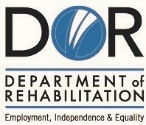 DOR
DEPARTMENT of
REHABILITATION
Employment, Independence & Equality